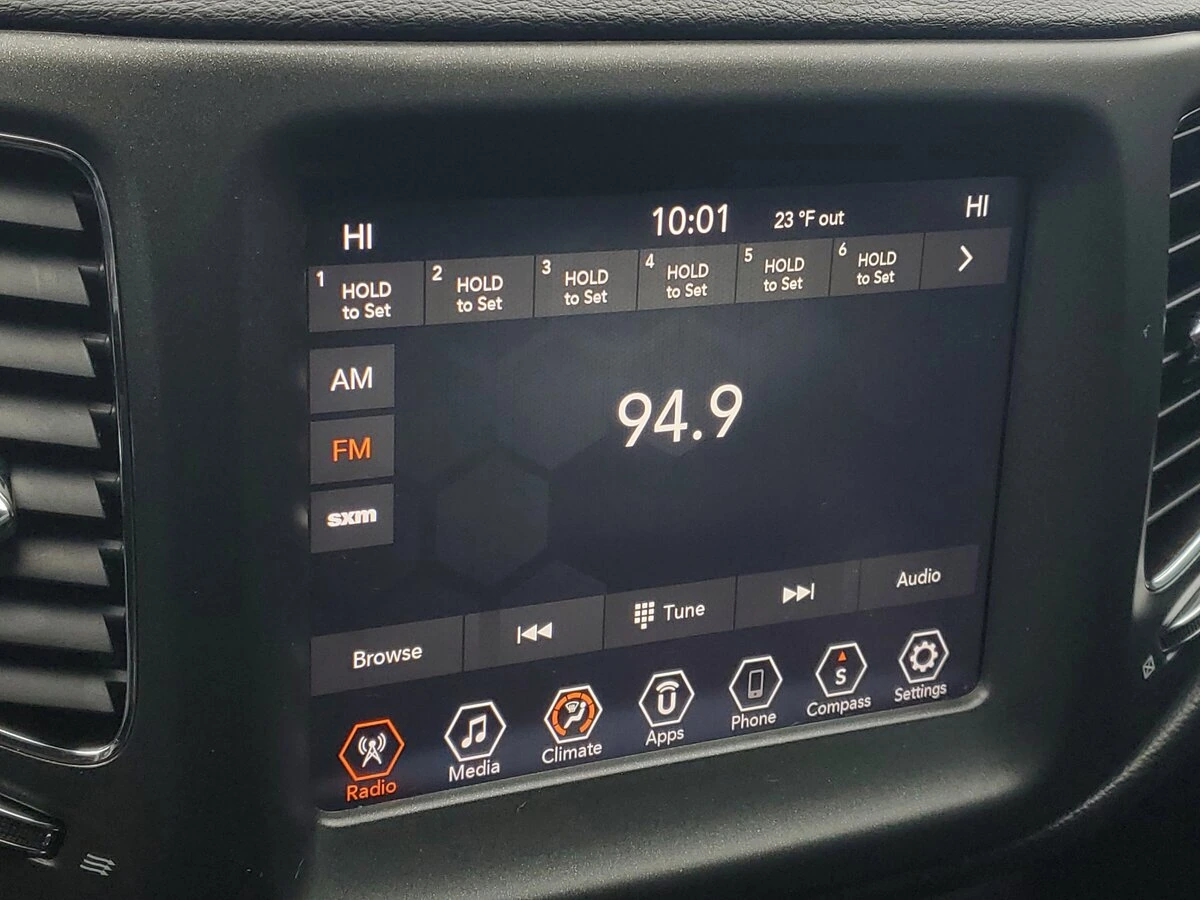 HI 10:01 23 °F out HI
1 HOLD to Set
2 HOLD to Set
3 HOLD to Set
4 HOLD to Set
5 HOLD to Set
6 HOLD to Set
AM
94.9
FM
sxm
Browse Tune Audio
Radio Media Climate Apps Phone S Compass Settings